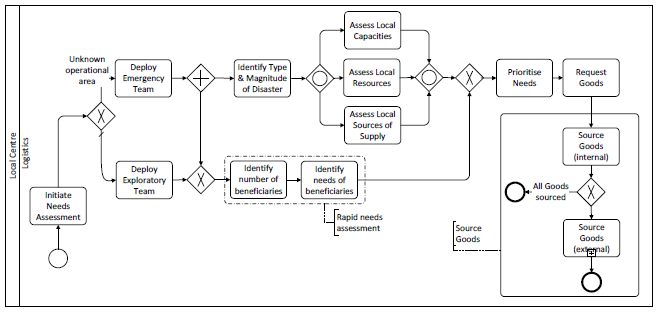 Local Centre
Logistics
Unknown
operational
area
Deploy
Emergency
Team
Identify Type
& Magnitude
of Disaster
Assess Local
Capacities
Assess Local
Resources
Assess Local
Sources of
Supply
Prioritise
Needs
Request
Goods
Initiate
Needs
Assessment
Deploy
Exploratory
Team
Identify
number of
beneficiaries
Identify
needs of
beneficiaries
Rapid needs
assessment
Source
Goods
Source
Goods
(internal)
All Goods
sourced
Source
Goods
(external)